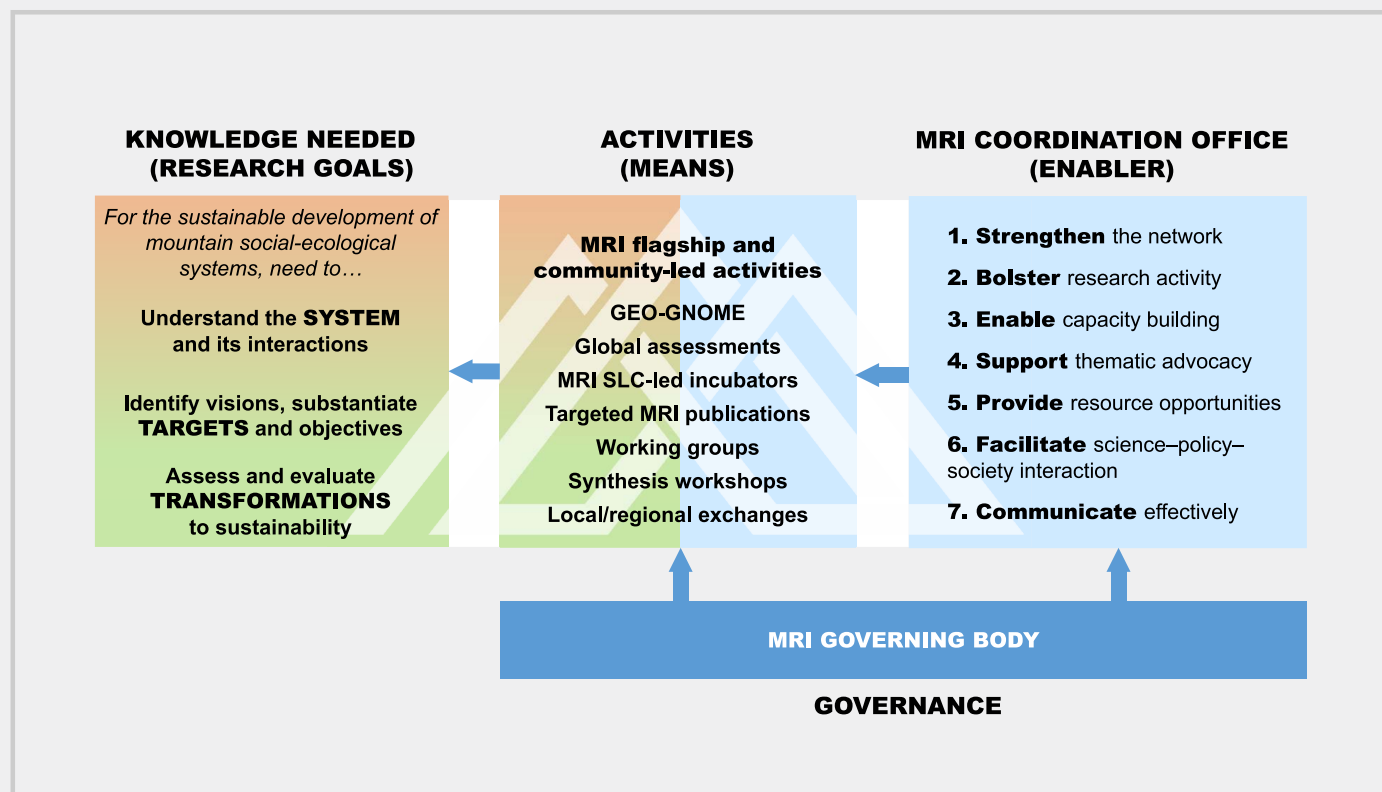 KNOWLEDGE NEEDED
(RESEARCH GOALS)
For the sustainable development of
mountain social-ecological
systems, need to…
Understand the SYSTEM
and its interactions
Identify visions, substantiate
TARGETS and objectives
Assess and evaluate
TRANSFORMATIONS
to sustainability
ACTIVITIES
(MEANS)
MRI flagship and
community-led activities
GEO-GNOME
Global assessments
MRI SLC-led incubators
Targeted MRI publications
Working groups
Synthesis workshops
Local/regional exchanges
MRI COORDINATION OFFICE
(ENABLER)
1. Strengthen the network
2. Bolster research activity
3. Enable capacity building
4. Support thematic advocacy
5. Provide resource opportunities
6. Facilitate science–policy–
society interaction
7. Communicate effectively
MRI GOVERNING BODY
GOVERNANCE